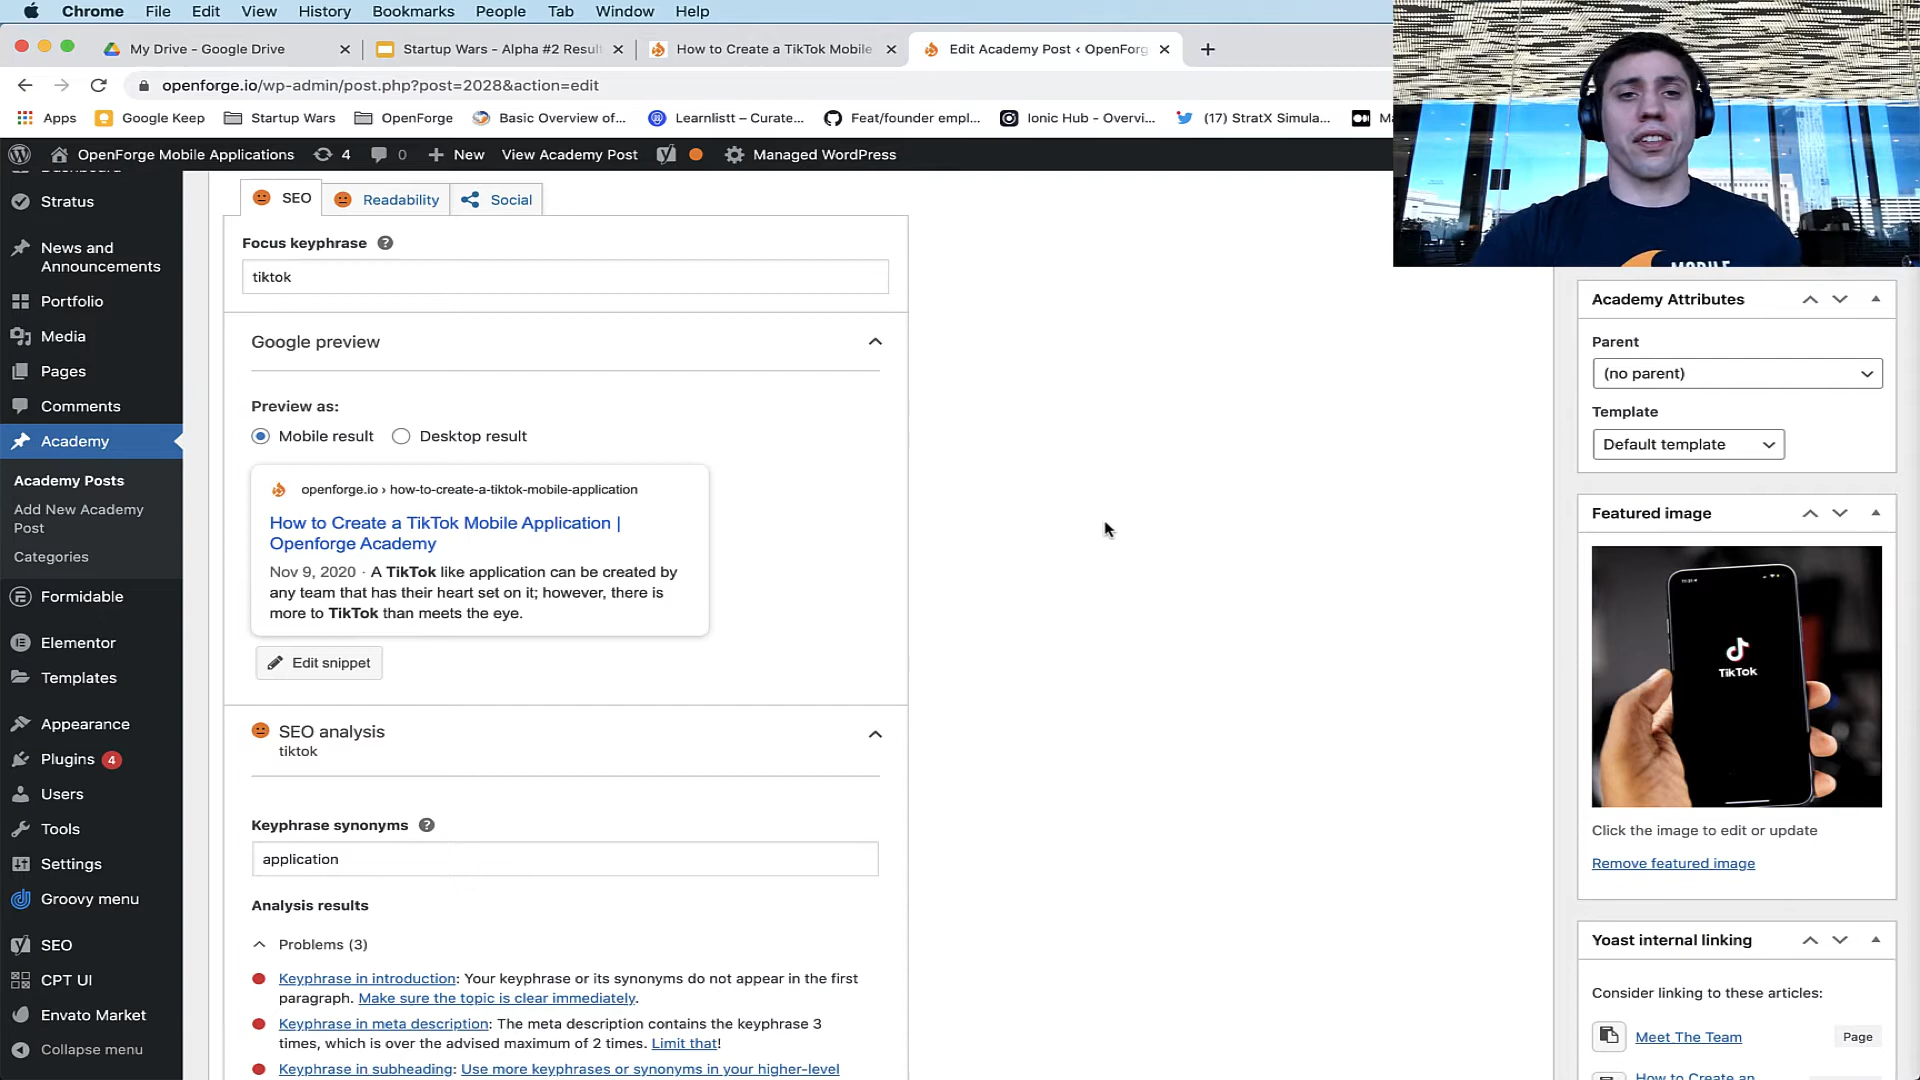 Chrome File Edit View History Bookmarks People Tab Window Help
My Drive - Google Drive
Startup Wars - Alpha #2 Result
How to Create a TikTok Mobile
Edit Academy Post ‹ OpenForg
openforge.io/wp-admin/post.php?post=2028&action=edit
Apps
Google Keep
Startup Wars
OpenForge
Basic Overview of...
Learnlistt – Curate...
Feat/founder empl...
Ionic Hub - Overvi...
(17) StratX Simula...
OpenForge Mobile Applications
4
0
New
View Academy Post
Managed WordPress
MOBILE
Stratus
News and
Announcements
Portfolio
Media
Pages
Comments
Academy
Academy Posts
Add New Academy
Post
Categories
Formidable
Elementor
Templates
Appearance
Plugins 4
Users
Tools
Settings
Groovy menu
SEO
CPT UI
Envato Market
Collapse menu
SEO
Readability
Social
Focus keyphrase ?
tiktok
Google preview
Preview as:
Mobile result
Desktop result
openforge.io › how-to-create-a-tiktok-mobile-application
How to Create a TikTok Mobile Application |
Openforge Academy
Nov 9, 2020 · A TikTok like application can be created by
any team that has their heart set on it; however, there is
more to TikTok than meets the eye.
Edit snippet
SEO analysis
tiktok
Keyphrase synonyms ?
application
Analysis results
Problems (3)
Keyphrase in introduction: Your keyphrase or its synonyms do not appear in the first
paragraph. Make sure the topic is clear immediately.
Keyphrase in meta description: The meta description contains the keyphrase 3
times, which is over the advised maximum of 2 times. Limit that!
Keyphrase in subheading: Use more keyphrases or synonyms in your higher-level
Academy Attributes
Parent
(no parent)
Template
Default template
Featured image
TikTok
Click the image to edit or update
Remove featured image
Yoast internal linking
Consider linking to these articles:
Meet The Team
Page
How to Create an